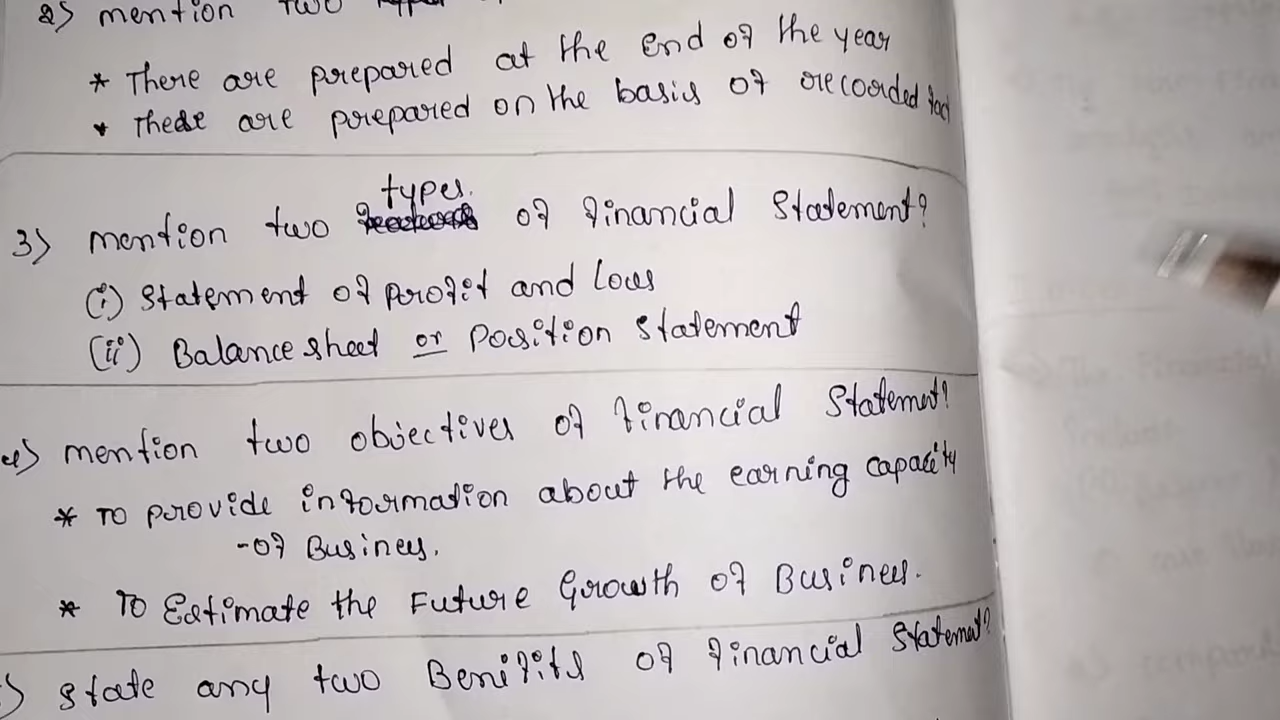 2) mention two
* There are prepared at the end of the year
* These are prepared on the basis of recorded fact
types.
3) mention two of Financial Statement?
(i) Statement of profit and Loss
(ii) Balance sheet or Position Statement
4) mention two objectives of Financial Statement?
* To provide information about the earning capacity
-of Business.
* To Estimate the Future Growth of Business.
) State any two Benifits of Financial Statement?